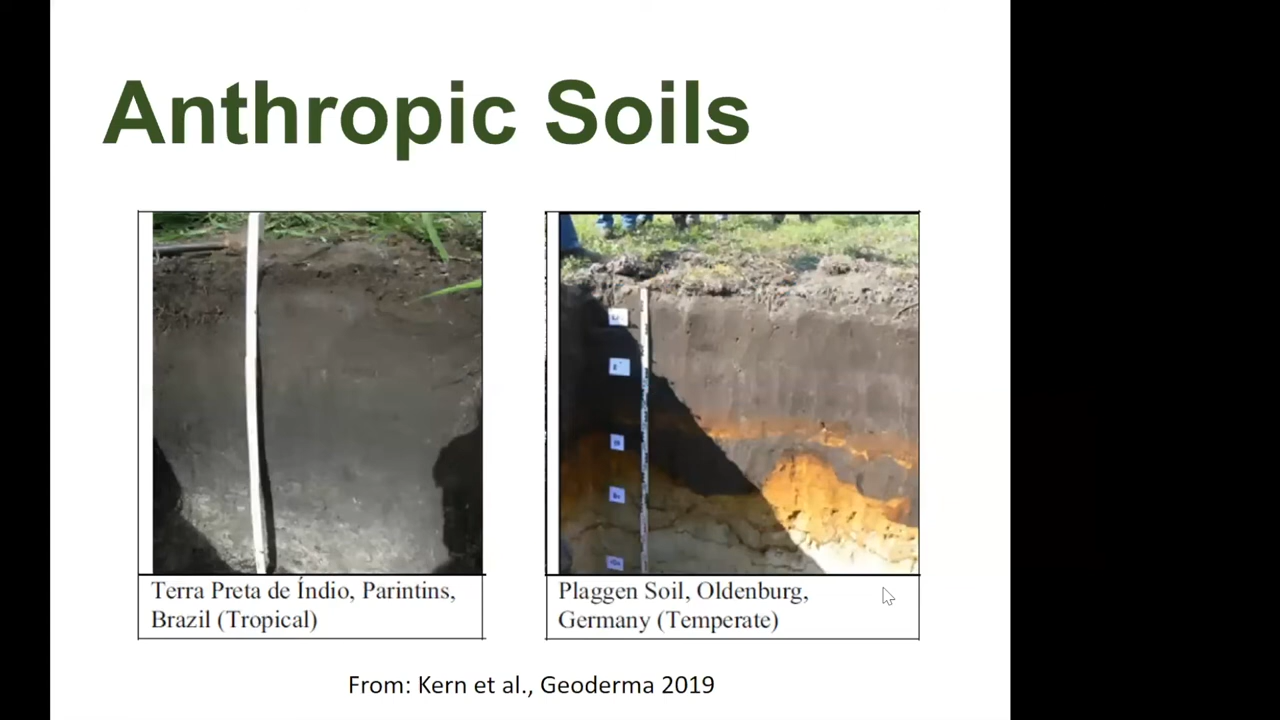 Anthropic Soils
Terra Preta de Índio, Parintins,
Brazil (Tropical)
Plaggen Soil, Oldenburg,
Germany (Temperate)
From: Kern et al., Geoderma 2019